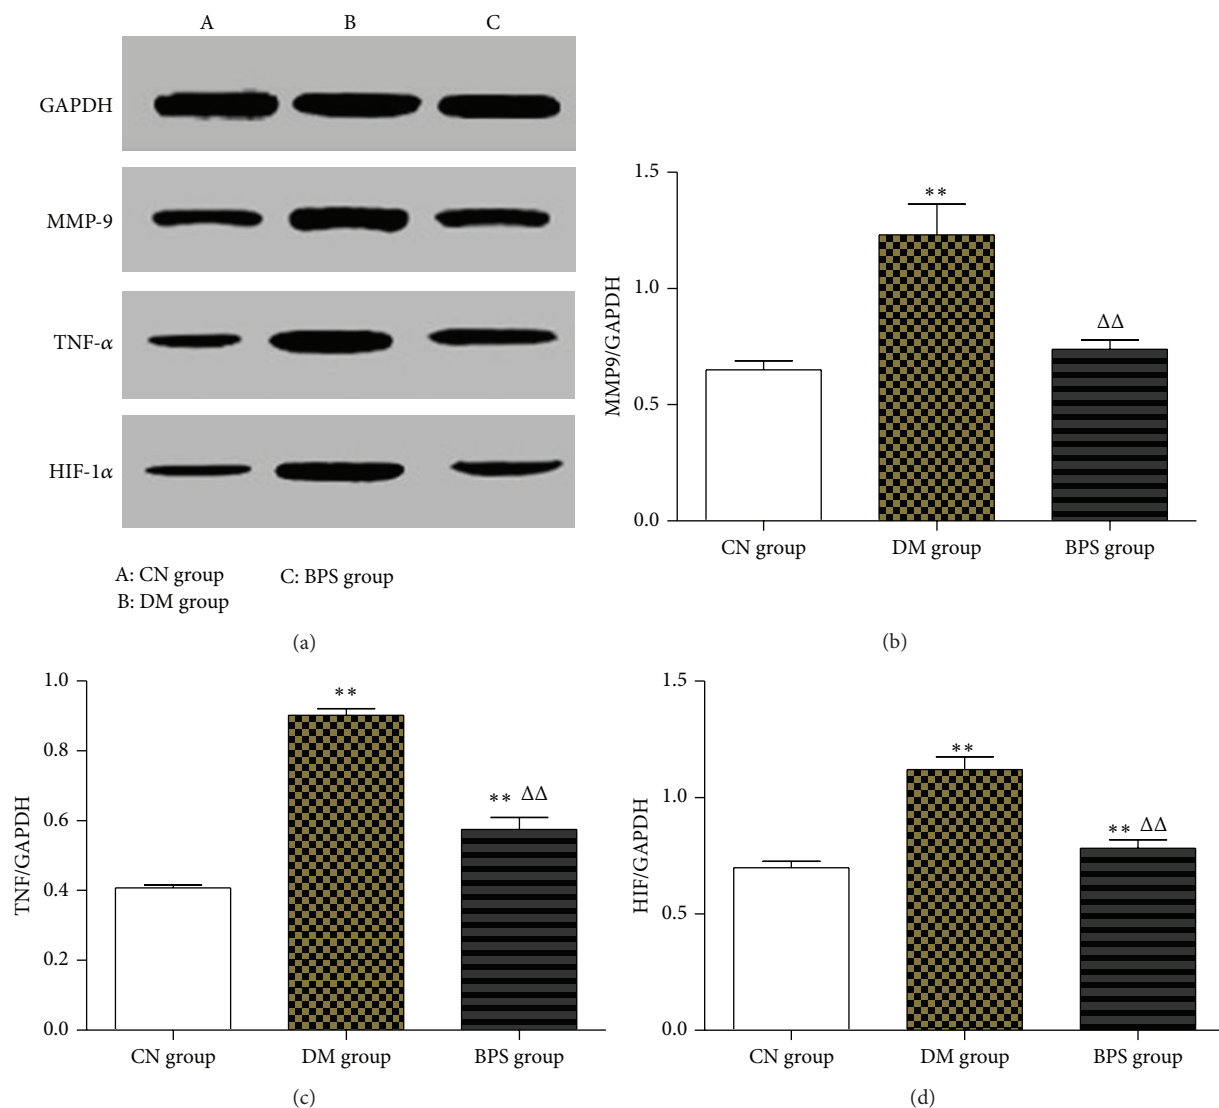 A B C
GAPDH
MMP-9
TNF-α
HIF-1α
A: CN group C: BPS group
B: DM group
(a)
MMP9/GAPDH
1.5
1.0
0.5
0.0
**
ΔΔ
CN group DM group BPS group
(b)
TNF/GAPDH
1.0
0.8
0.6
0.4
0.2
0.0
**
** ΔΔ
CN group DM group BPS group
(c)
HIF/GAPDH
1.5
1.0
0.5
0.0
**
** ΔΔ
CN group DM group BPS group
(d)